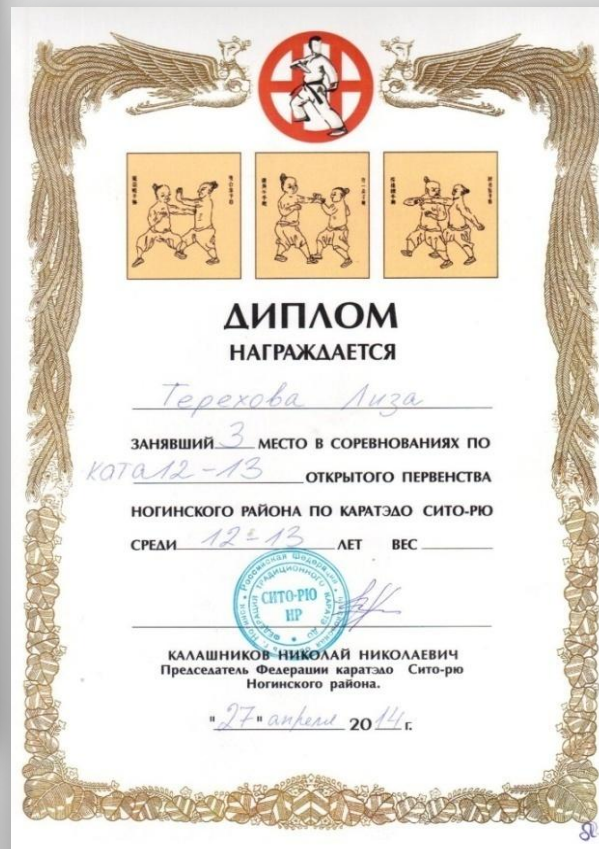 ДИПЛОМ
НАГРАЖДАЕТСЯ
Терехова Лиза
ЗАНЯВШИЙ 3 МЕСТО В СОРЕВНОВАНИЯХ ПО
ката 12-13 ОТКРЫТОГО ПЕРВЕНСТВА
НОГИНСКОГО РАЙОНА ПО КАРАТЭДО СИТО-РЮ
СРЕДИ 12-13 ЛЕТ ВЕС
СИТО-РЮ
НР
КАЛАШНИКОВ НИКОЛАЙ НИКОЛАЕВИЧ
Председатель Федерации каратэдо Сито-рю
Ногинского района.
"27" апреля 2014 г.